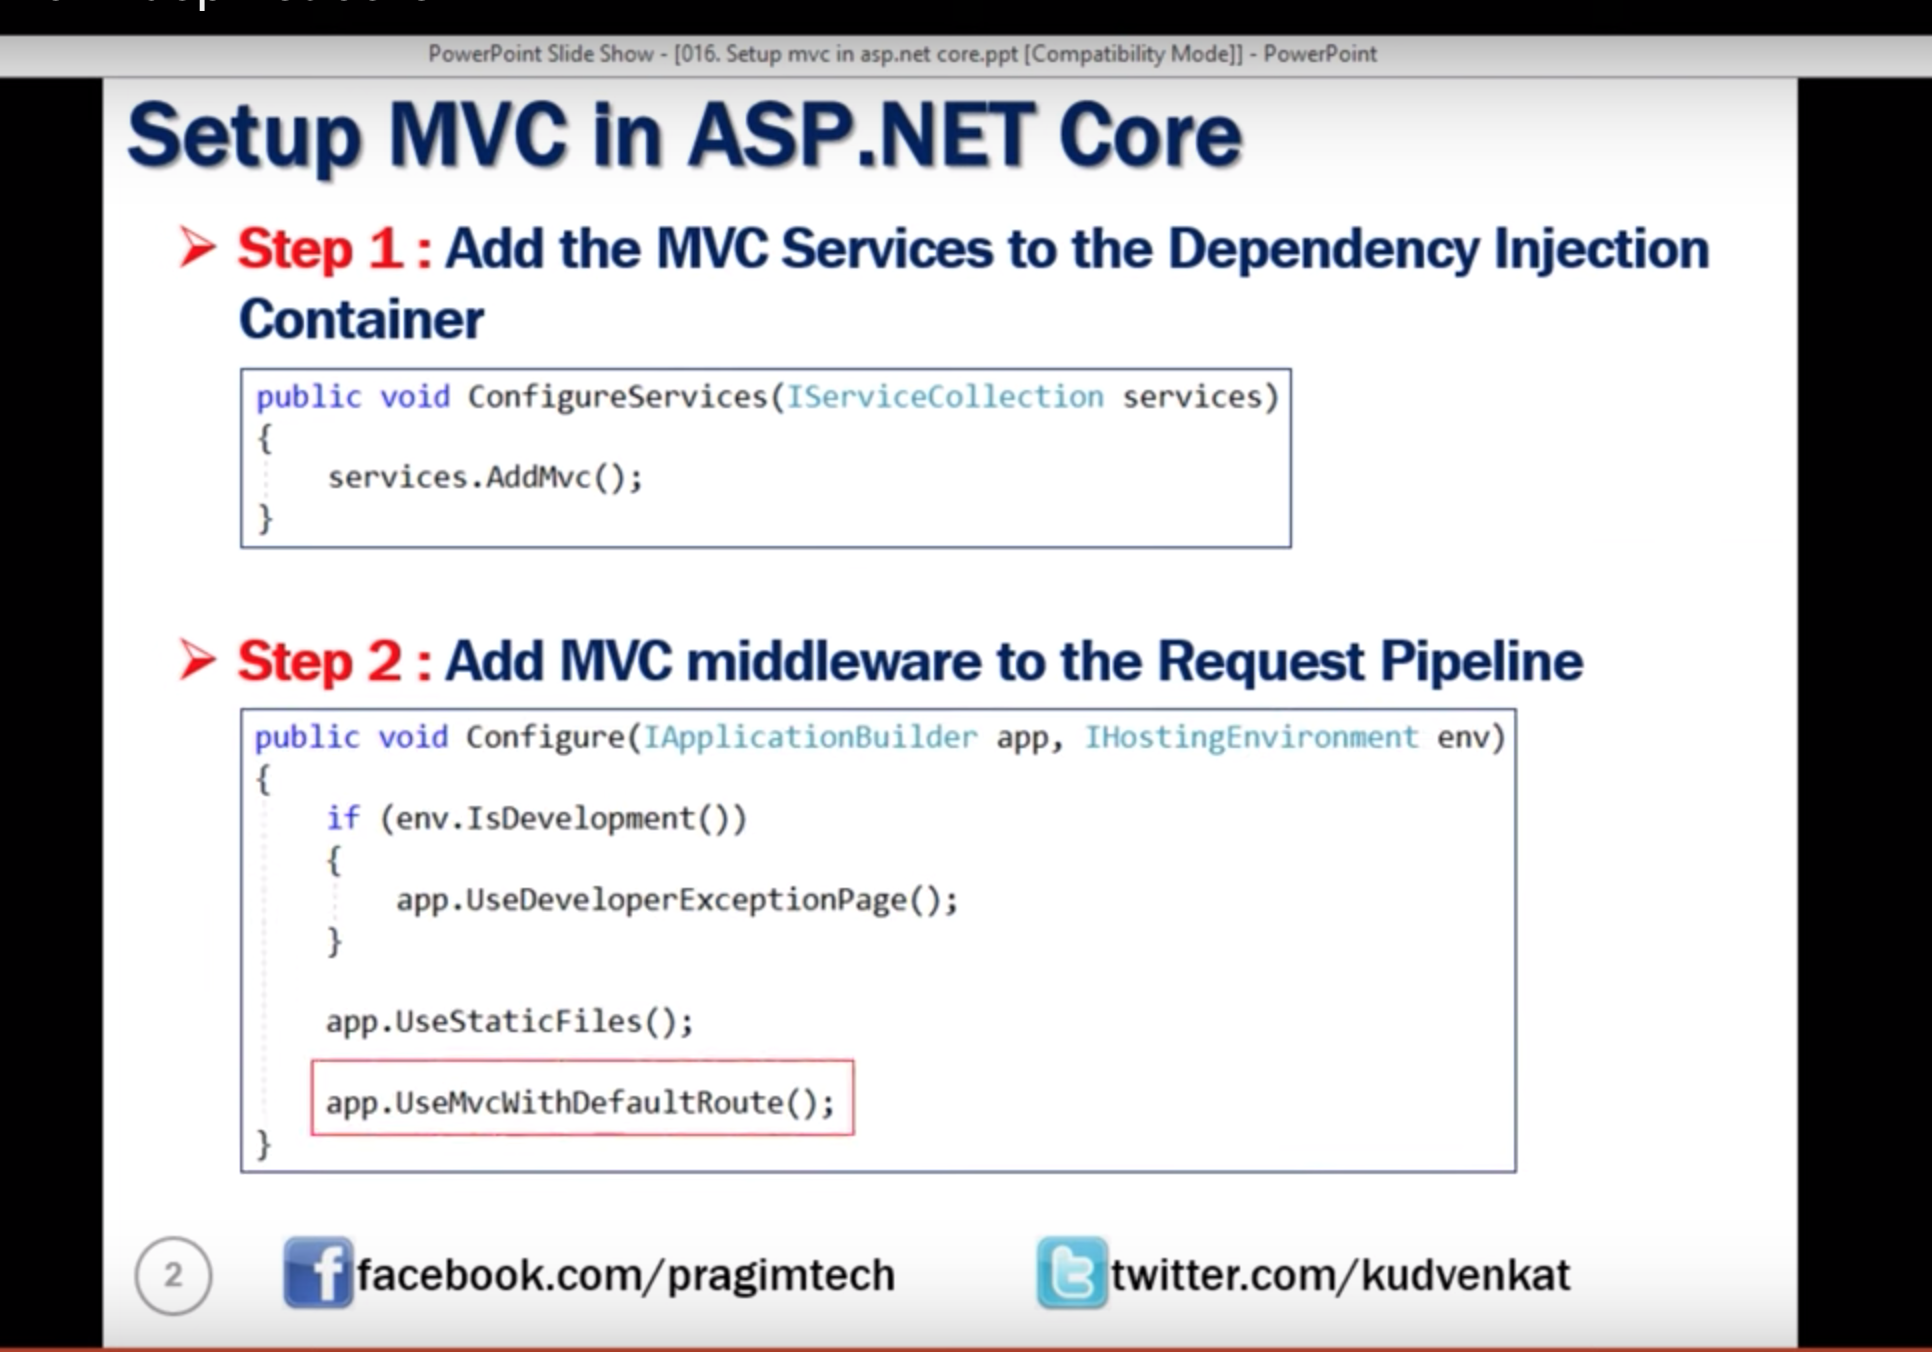 PowerPoint Slide Show - [016. Setup mvc in asp.net core.ppt [Compatibility Mode]] - PowerPoint
Setup MVC in ASP.NET Core
Step 1 : Add the MVC Services to the Dependency Injection
Container
public void ConfigureServices(IServiceCollection services)
{
    services.AddMvc();
}
Step 2 : Add MVC middleware to the Request Pipeline
public void Configure(IApplicationBuilder app, IHostingEnvironment env)
{
    if (env.IsDevelopment())
    {
        app.UseDeveloperExceptionPage();
    }
    app.UseStaticFiles();
    app.UseMvcWithDefaultRoute();
}
2 facebook.com/pragimtech twitter.com/kudvenkat